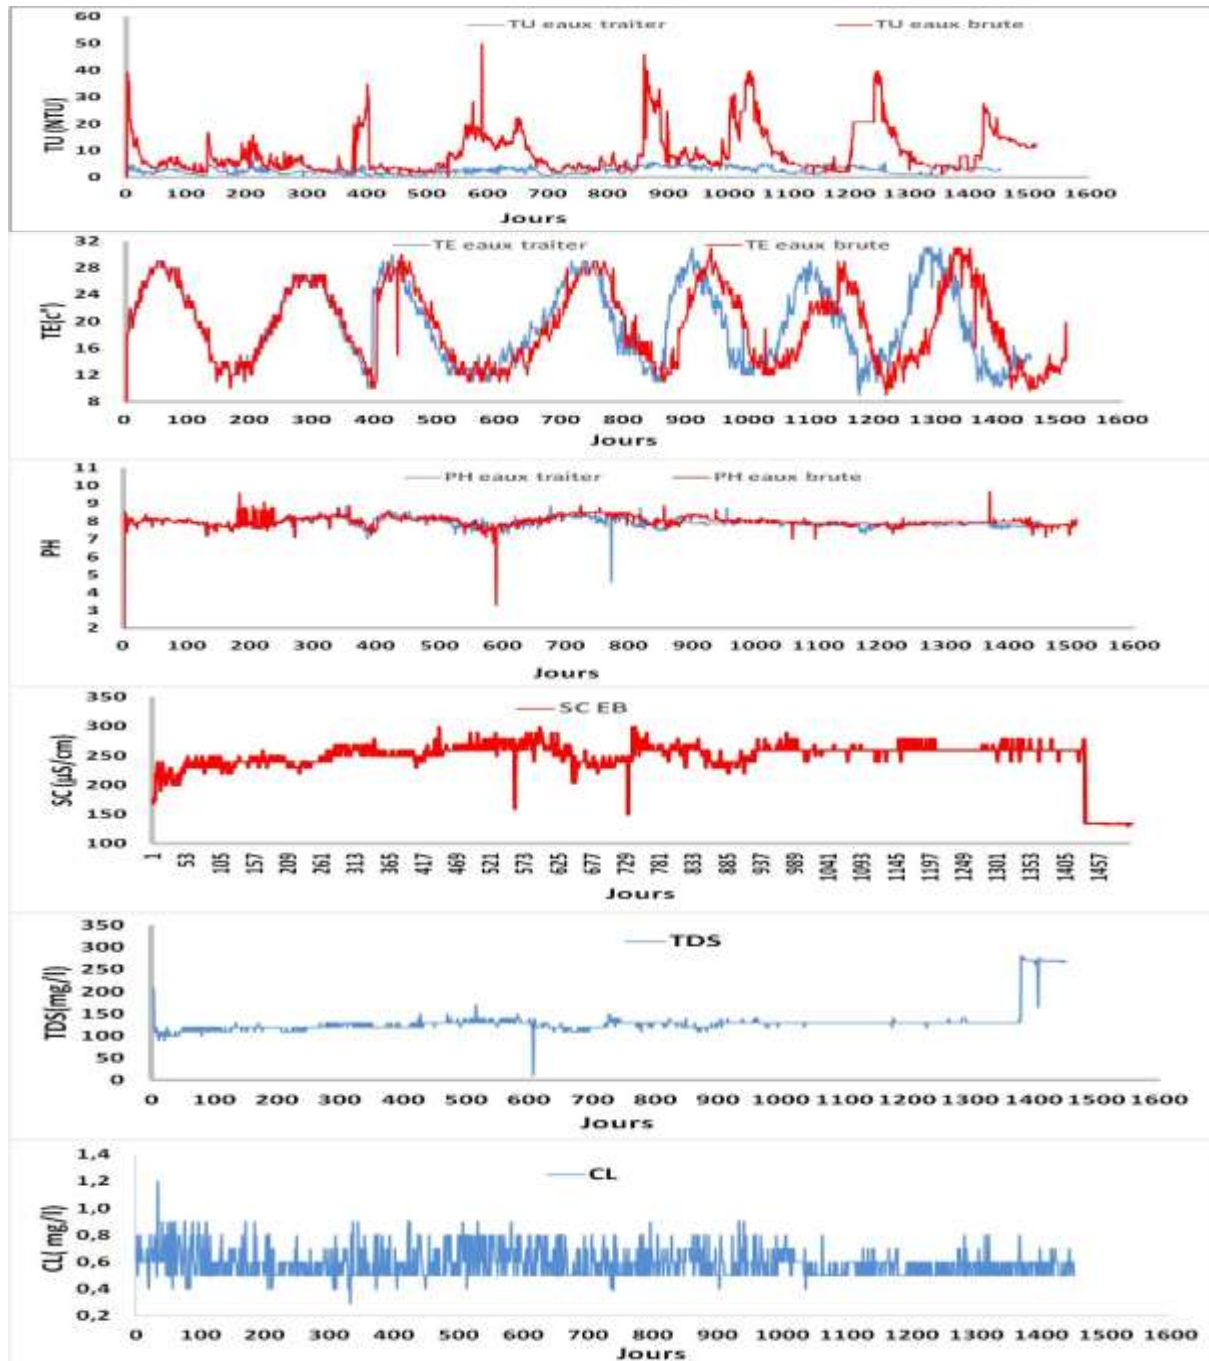 TU eaux traiter TU eaux brute
TU (NTU)
60
50
40
30
20
10
0
0 100 200 300 400 500 600 700 800 900 1000 1100 1200 1300 1400 1500 1600
Jours
TE eaux traiter TE eaux brute
TE(c°)
32
28
24
20
16
12
8
0 100 200 300 400 500 600 700 800 900 1000 1100 1200 1300 1400 1500 1600
Jours
PH eaux traiter PH eaux brute
PH
11
10
9
8
7
6
5
4
3
2
0 100 200 300 400 500 600 700 800 900 1000 1100 1200 1300 1400 1500 1600
Jours
SC EB
SC (µS/cm)
350
300
250
200
150
100
1 53 105 157 209 261 313 365 417 469 521 573 625 677 729 781 833 885 937 989 1041 1093 1145 1197 1249 1301 1353 1405 1457
Jours
TDS
TDS(mg/l)
350
300
250
200
150
100
50
0
0 100 200 300 400 500 600 700 800 900 1000 1100 1200 1300 1400 1500 1600
Jours
CL
CL( mg/l)
1,4
1,2
1,0
0,8
0,6
0,4
0,2
0 100 200 300 400 500 600 700 800 900 1000 1100 1200 1300 1400 1500 1600
Jours